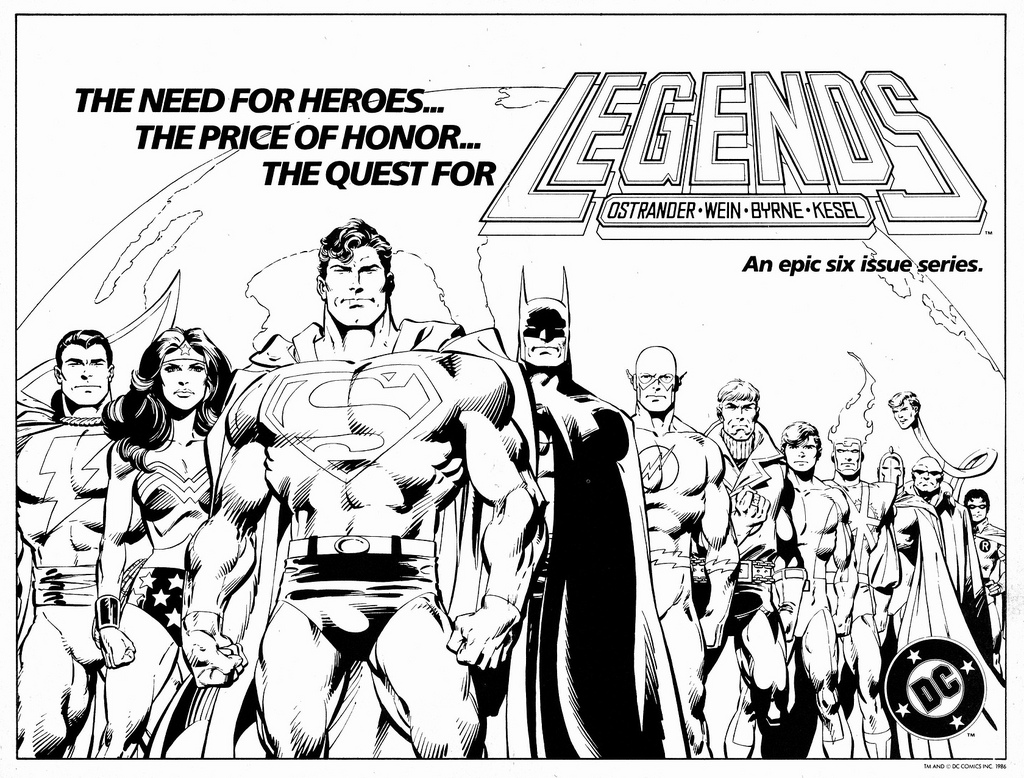 THE NEED FOR HEROES...
THE PRICE OF HONOR...
THE QUEST FOR
LEGENDS
™
OSTRANDER • WEIN • BYRNE • KESEL
An epic six issue series.
S
R
DC
™
TM AND © DC COMICS INC. 1986